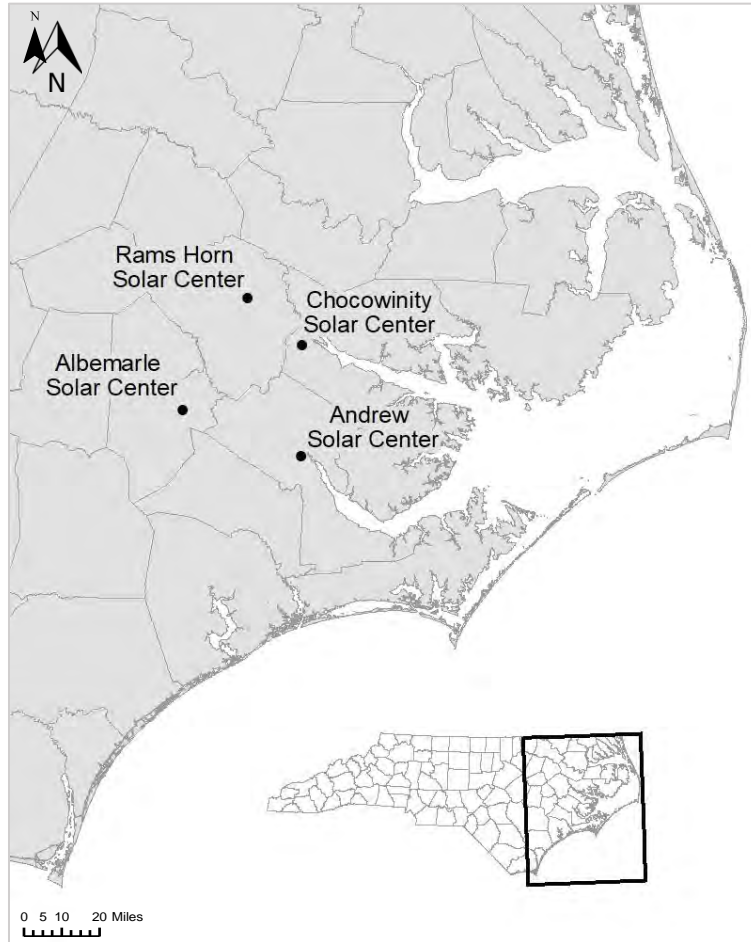 N
N
Rams Horn
Solar Center
Chocowinity
Solar Center
Albemarle
Solar Center
Andrew
Solar Center
0 5 10 20 Miles